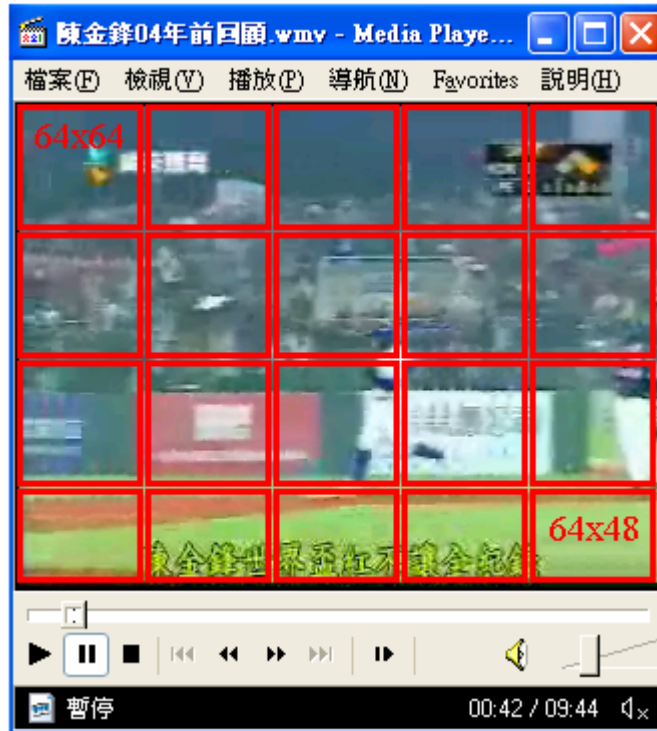 陳金鋒04年前回顧.wmv - Media Playe...
檔案(F) 檢視(V) 播放(P) 導航(N) Favorites 說明(H)
64x64
64x48
陳金鋒世界盃紅不讓全紀錄
暫停 00:42 / 09:44